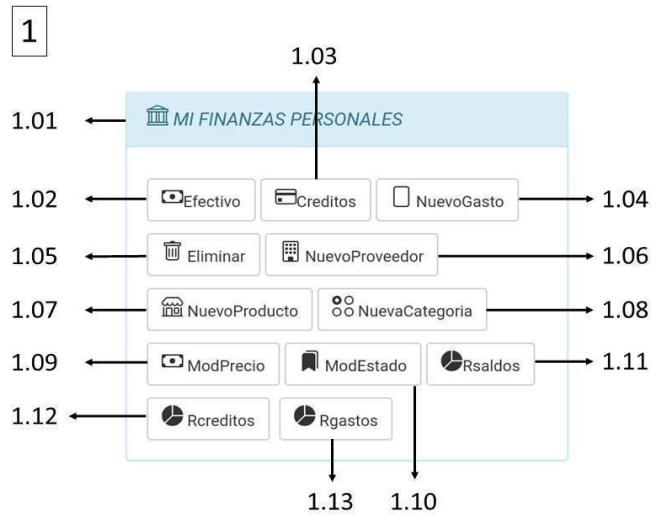 1
1.03
1.01 MI FINANZAS PERSONALES
1.02 Efectivo Creditos NuevoGasto 1.04
1.05 Eliminar NuevoProveedor 1.06
1.07 NuevoProducto NuevaCategoria 1.08
1.09 ModPrecio ModEstado Rsaldos 1.11
1.12 Rcreditos Rgastos
1.13 1.10